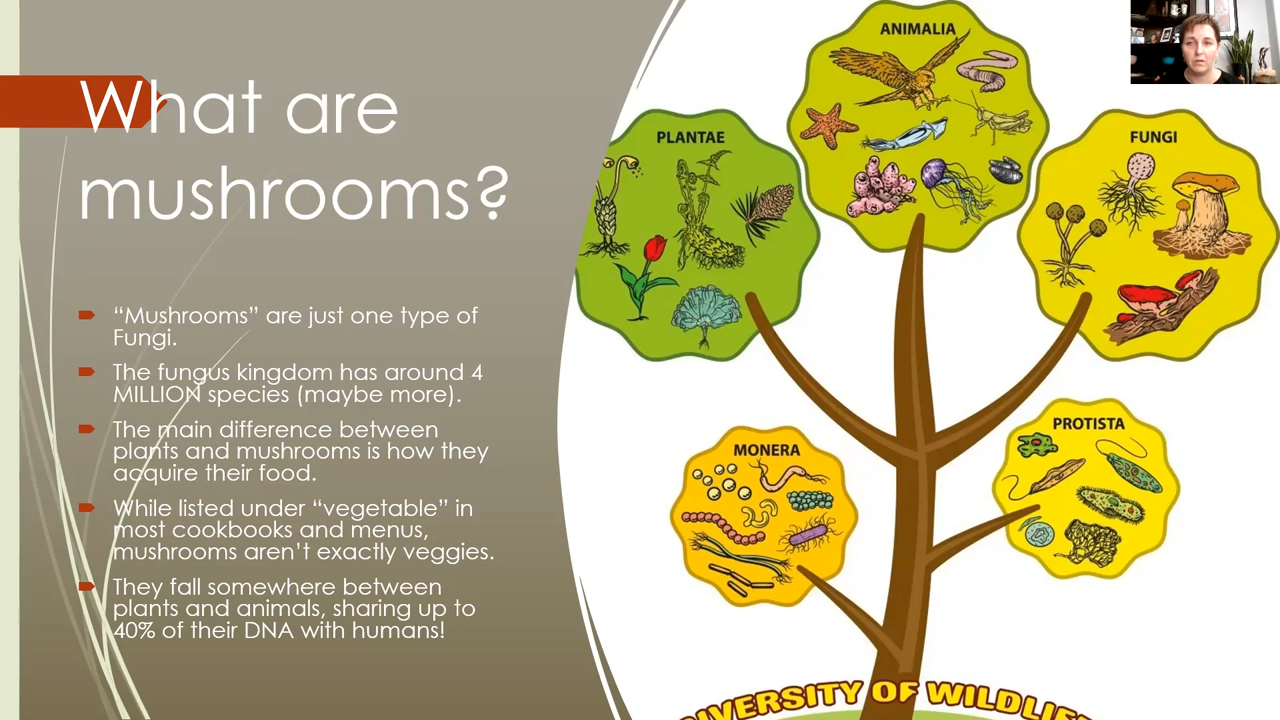 What are
mushrooms?
“Mushrooms” are just one type of
Fungi.
The fungus kingdom has around 4
MILLION species (maybe more).
The main difference between
plants and mushrooms is how they
acquire their food.
While listed under “vegetable” in
most cookbooks and menus,
mushrooms aren’t exactly veggies.
They fall somewhere between
plants and animals, sharing up to
40% of their DNA with humans!
ANIMALIA
PLANTAE
FUNGI
MONERA
PROTISTA
OF